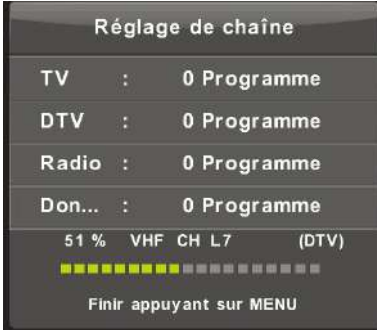 Réglage de chaîne
TV : 0 Programme
DTV : 0 Programme
Radio : 0 Programme
Don... : 0 Programme
51 % VHF CH L7 (DTV)
Finir appuyant sur MENU